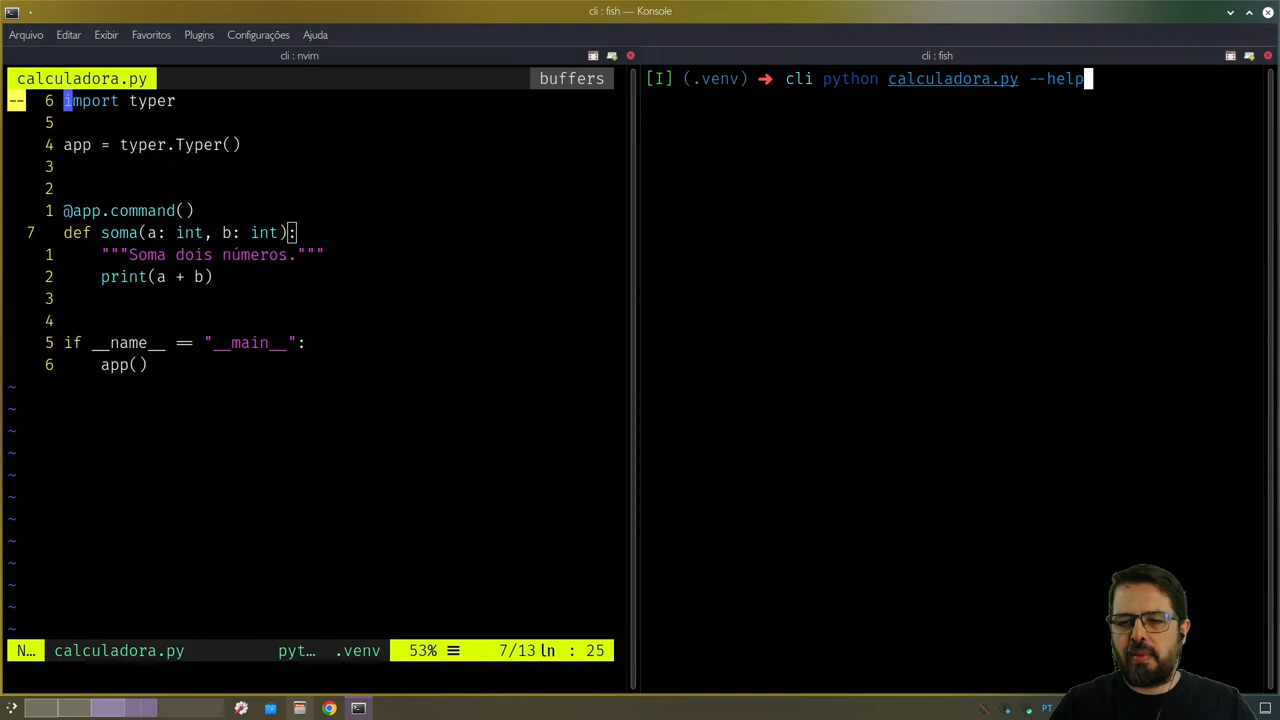 cli : fish — Konsole
Arquivo Editar Exibir Favoritos Plugins Configurações Ajuda
cli : nvim
cli : fish
calculadora.py buffers
-- 6 import typer
5
4 app = typer.Typer()
3
2
1 @app.command()
7 def soma(a: int, b: int):
1 """Soma dois números."""
2 print(a + b)
3
4
5 if __name__ == "__main__":
6 app()
~
~
~
~
~
~
~
~
~
~
~
~
N… calculadora.py pyt… .venv 53% ☰ 7/13 ln : 25
[I] (.venv) ➜ cli python calculadora.py --help
PT